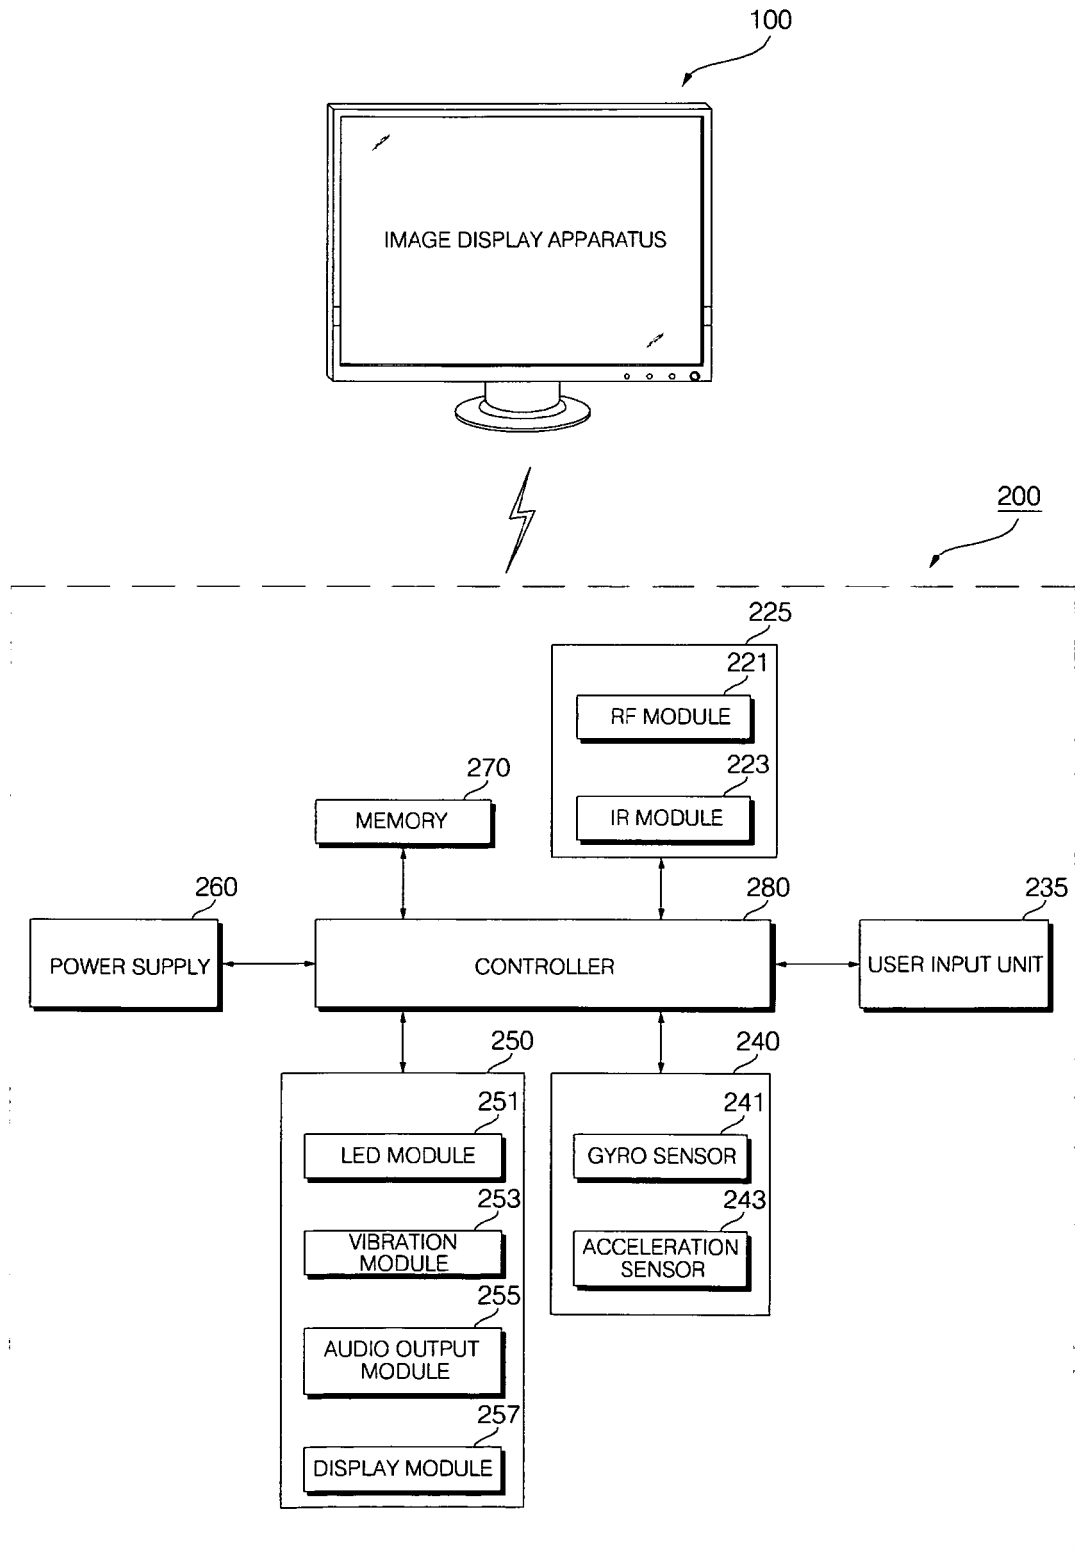 100
IMAGE DISPLAY APPARATUS
200
225
221
RF MODULE
270
223
MEMORY
IR MODULE
260
280
235
POWER SUPPLY
CONTROLLER
USER INPUT UNIT
250
240
251
241
LED MODULE
GYRO SENSOR
253
243
VIBRATION
MODULE
ACCELERATION
SENSOR
255
AUDIO OUTPUT
MODULE
257
DISPLAY MODULE